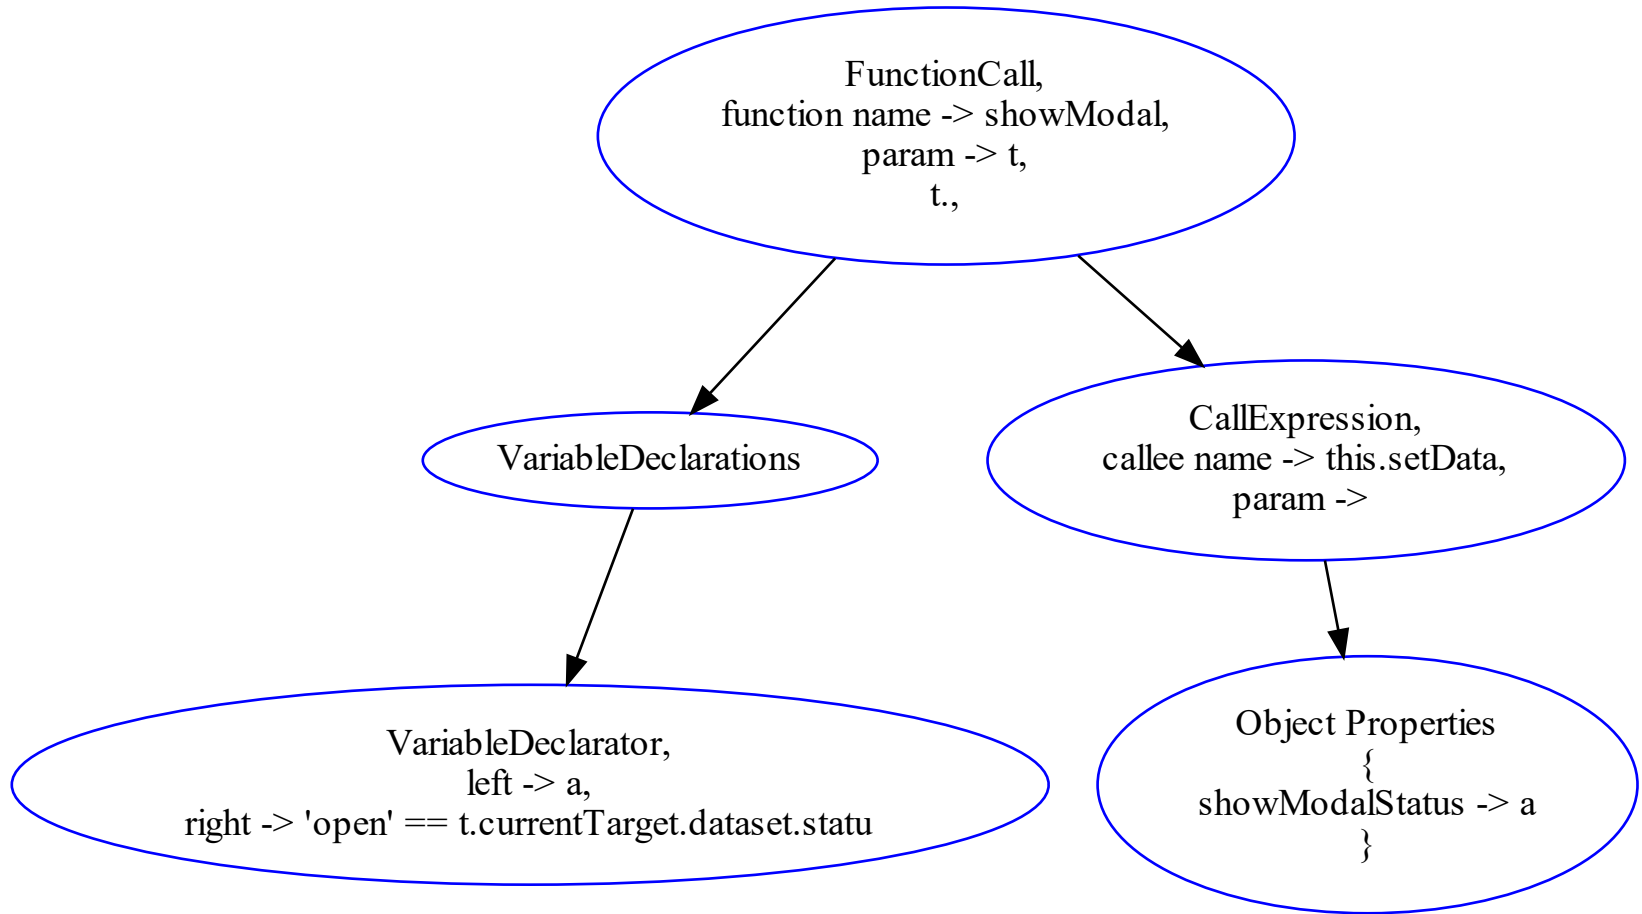 FunctionCall,
function name -> showModal,
param -> t,
t.,
VariableDeclarations
CallExpression,
callee name -> this.setData,
param ->
VariableDeclarator,
left -> a,
right -> 'open' == t.currentTarget.dataset.statu
Object Properties
{
showModalStatus -> a
}